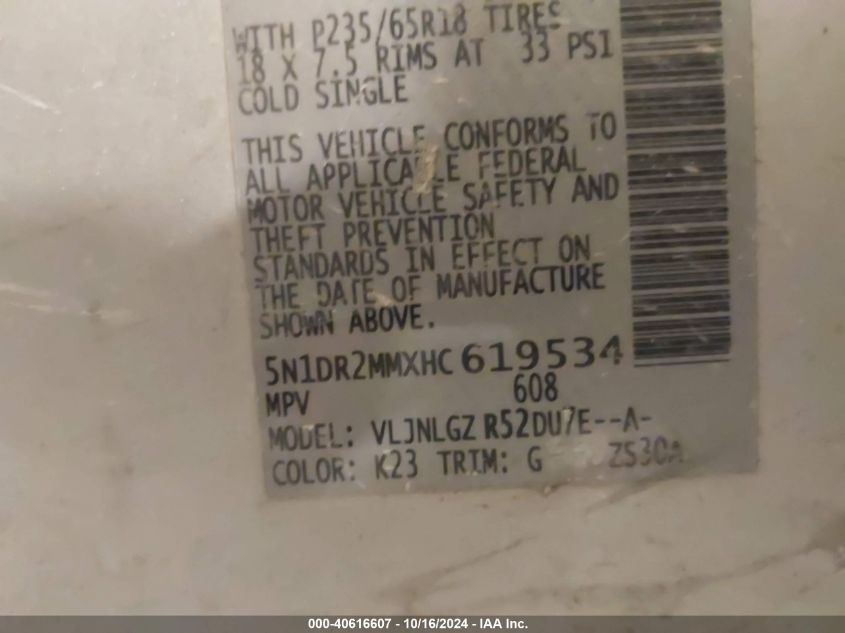 WITH P235/65R18 TIRES
18 X 7.5 RIMS AT 33 PSI
COLD SINGLE
THIS VEHICLE CONFORMS TO
ALL APPLICABLE FEDERAL
MOTOR VEHICLE SAFETY AND
THEFT PREVENTION
STANDARDS IN EFFECT ON
THE DATE OF MANUFACTURE
SHOWN ABOVE.
5N1DR2MMXHC619534
MPV 608
MODEL: VLJNLGZ R52DU7E--A-
COLOR: K23 TRIM: G ZS30A
000-40616607 - 10/16/2024 - IAA Inc.